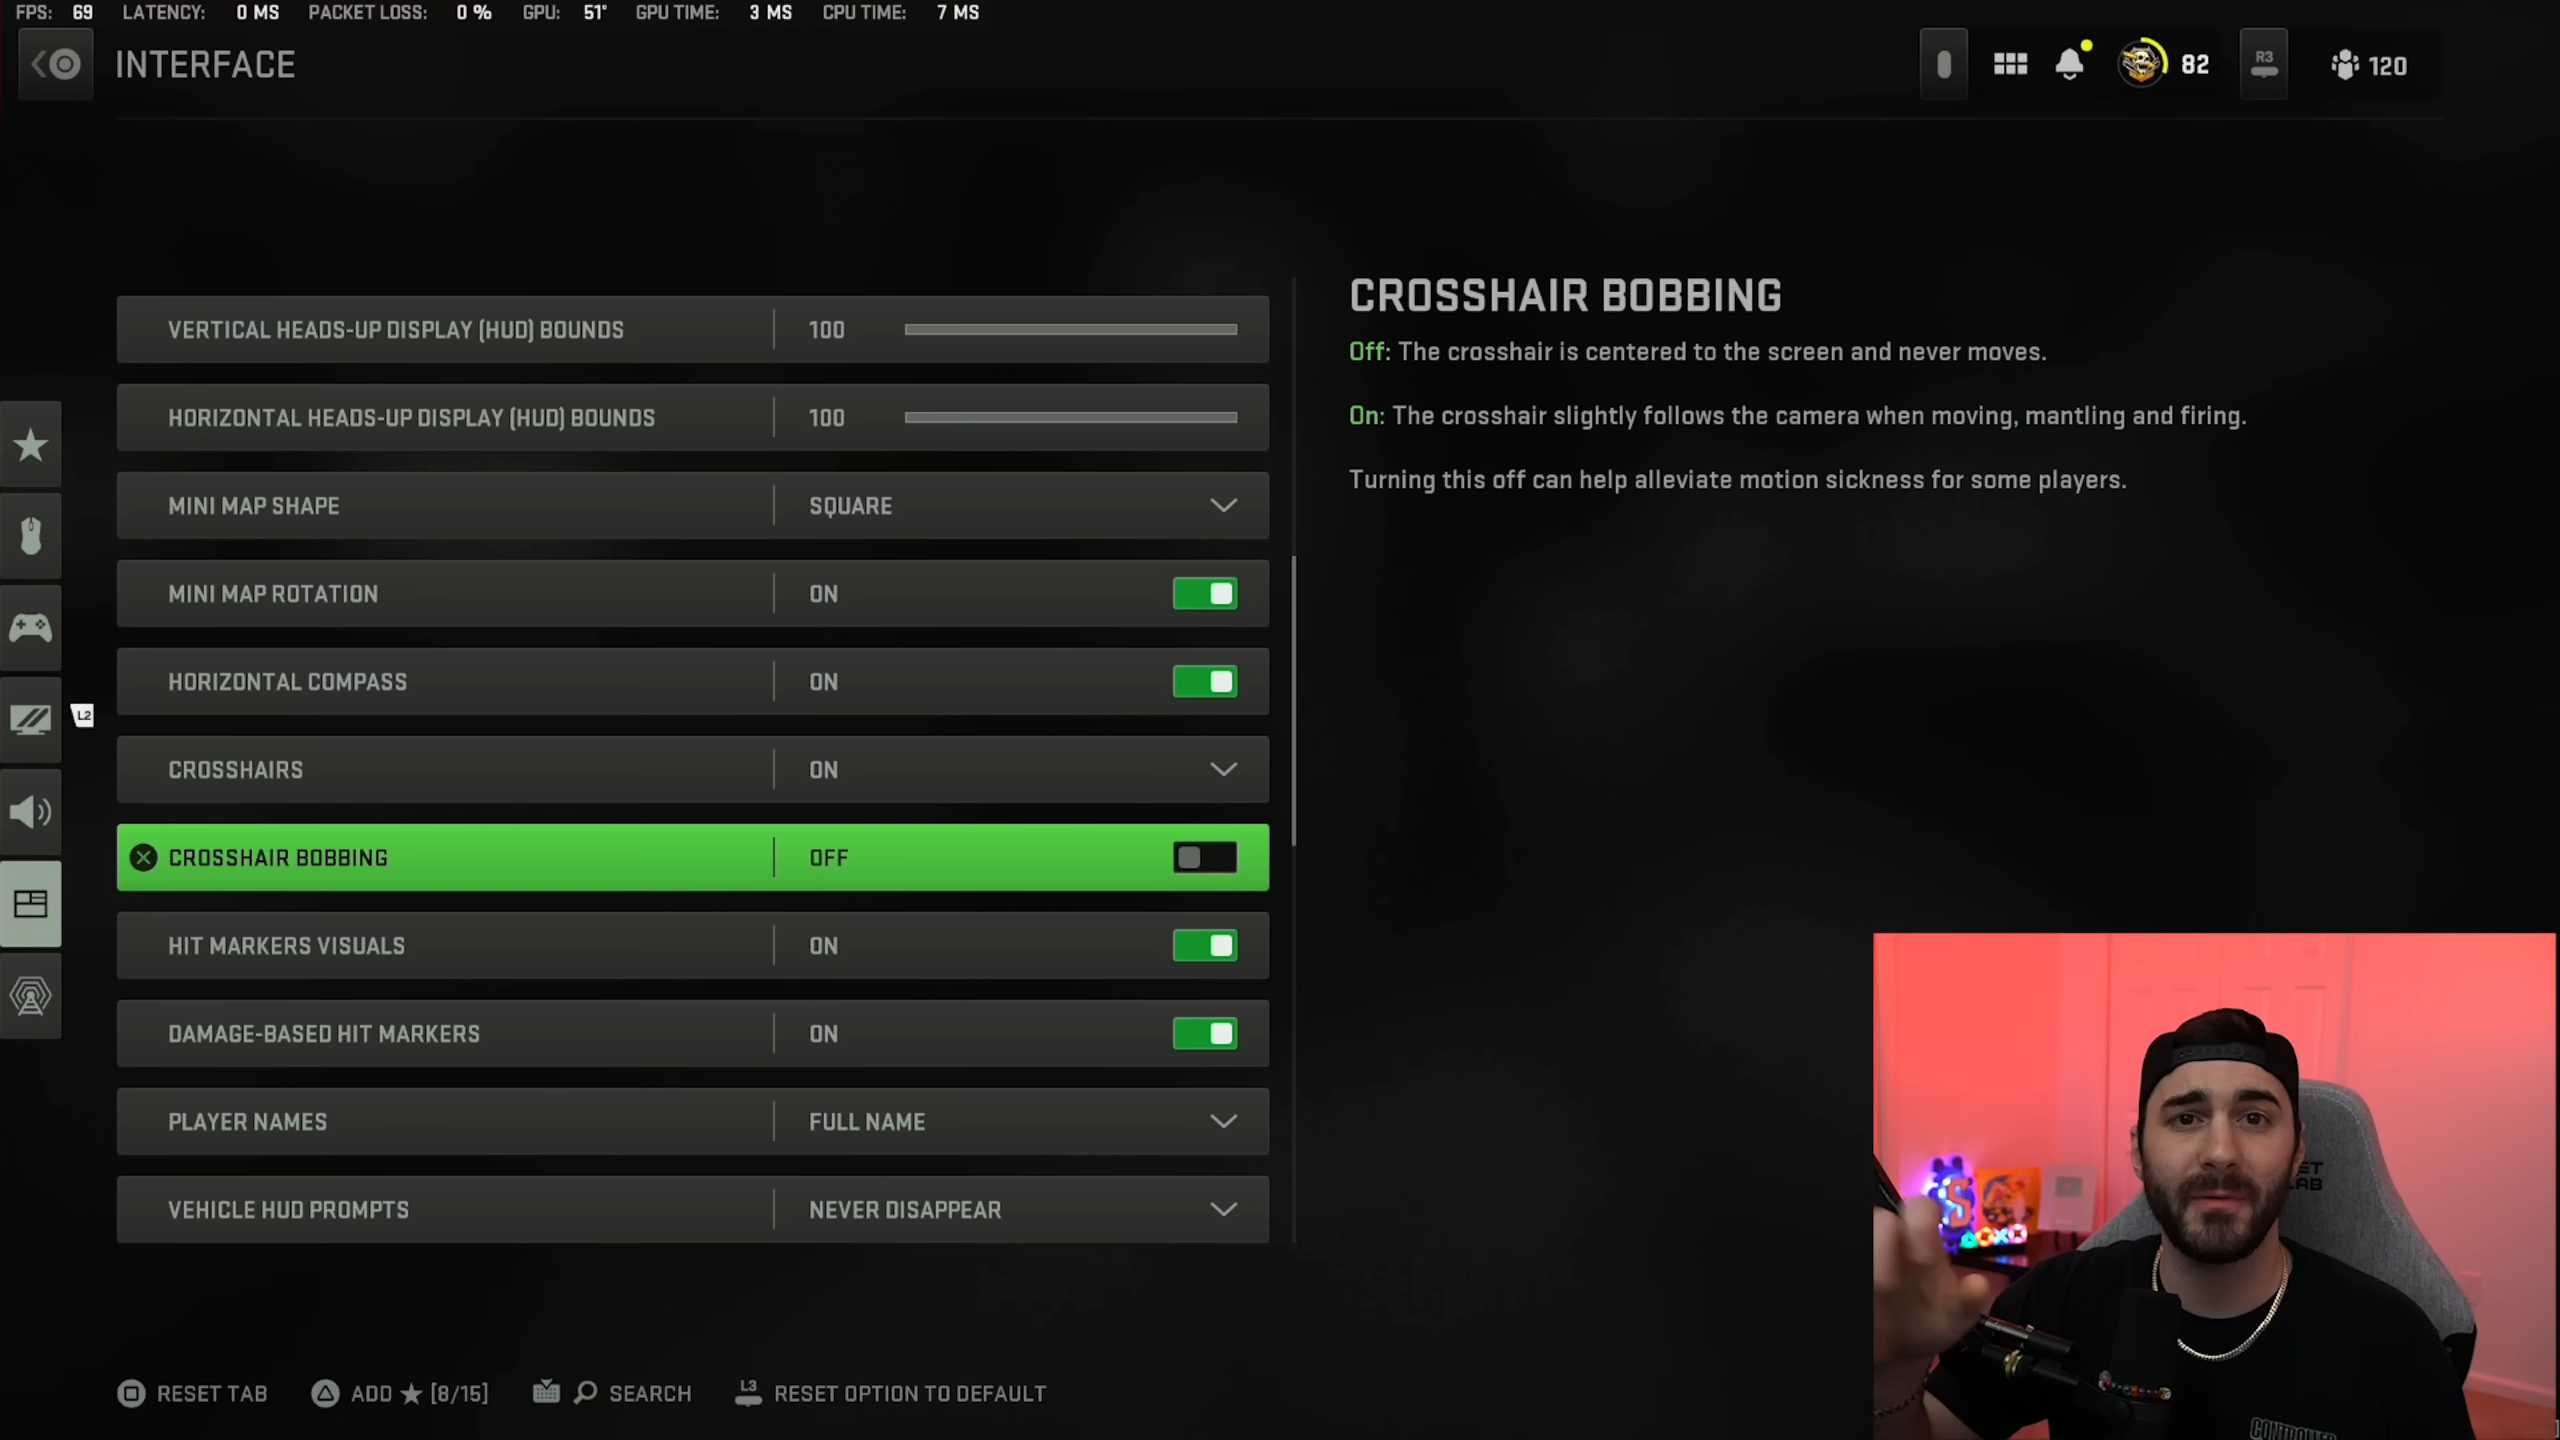 FPS: 69 LATENCY: 0 MS PACKET LOSS: 0 % GPU: 51° GPU TIME: 3 MS CPU TIME: 7 MS
INTERFACE
82
R3
120
VERTICAL HEADS-UP DISPLAY (HUD) BOUNDS 100
HORIZONTAL HEADS-UP DISPLAY (HUD) BOUNDS 100
MINI MAP SHAPE SQUARE
MINI MAP ROTATION ON
HORIZONTAL COMPASS ON
L2
CROSSHAIRS ON
CROSSHAIR BOBBING OFF
HIT MARKERS VISUALS ON
DAMAGE-BASED HIT MARKERS ON
PLAYER NAMES FULL NAME
VEHICLE HUD PROMPTS NEVER DISAPPEAR
CROSSHAIR BOBBING
Off: The crosshair is centered to the screen and never moves.
On: The crosshair slightly follows the camera when moving, mantling and firing.
Turning this off can help alleviate motion sickness for some players.
S
RESET TAB ADD ★ [8/15] SEARCH L3 RESET OPTION TO DEFAULT